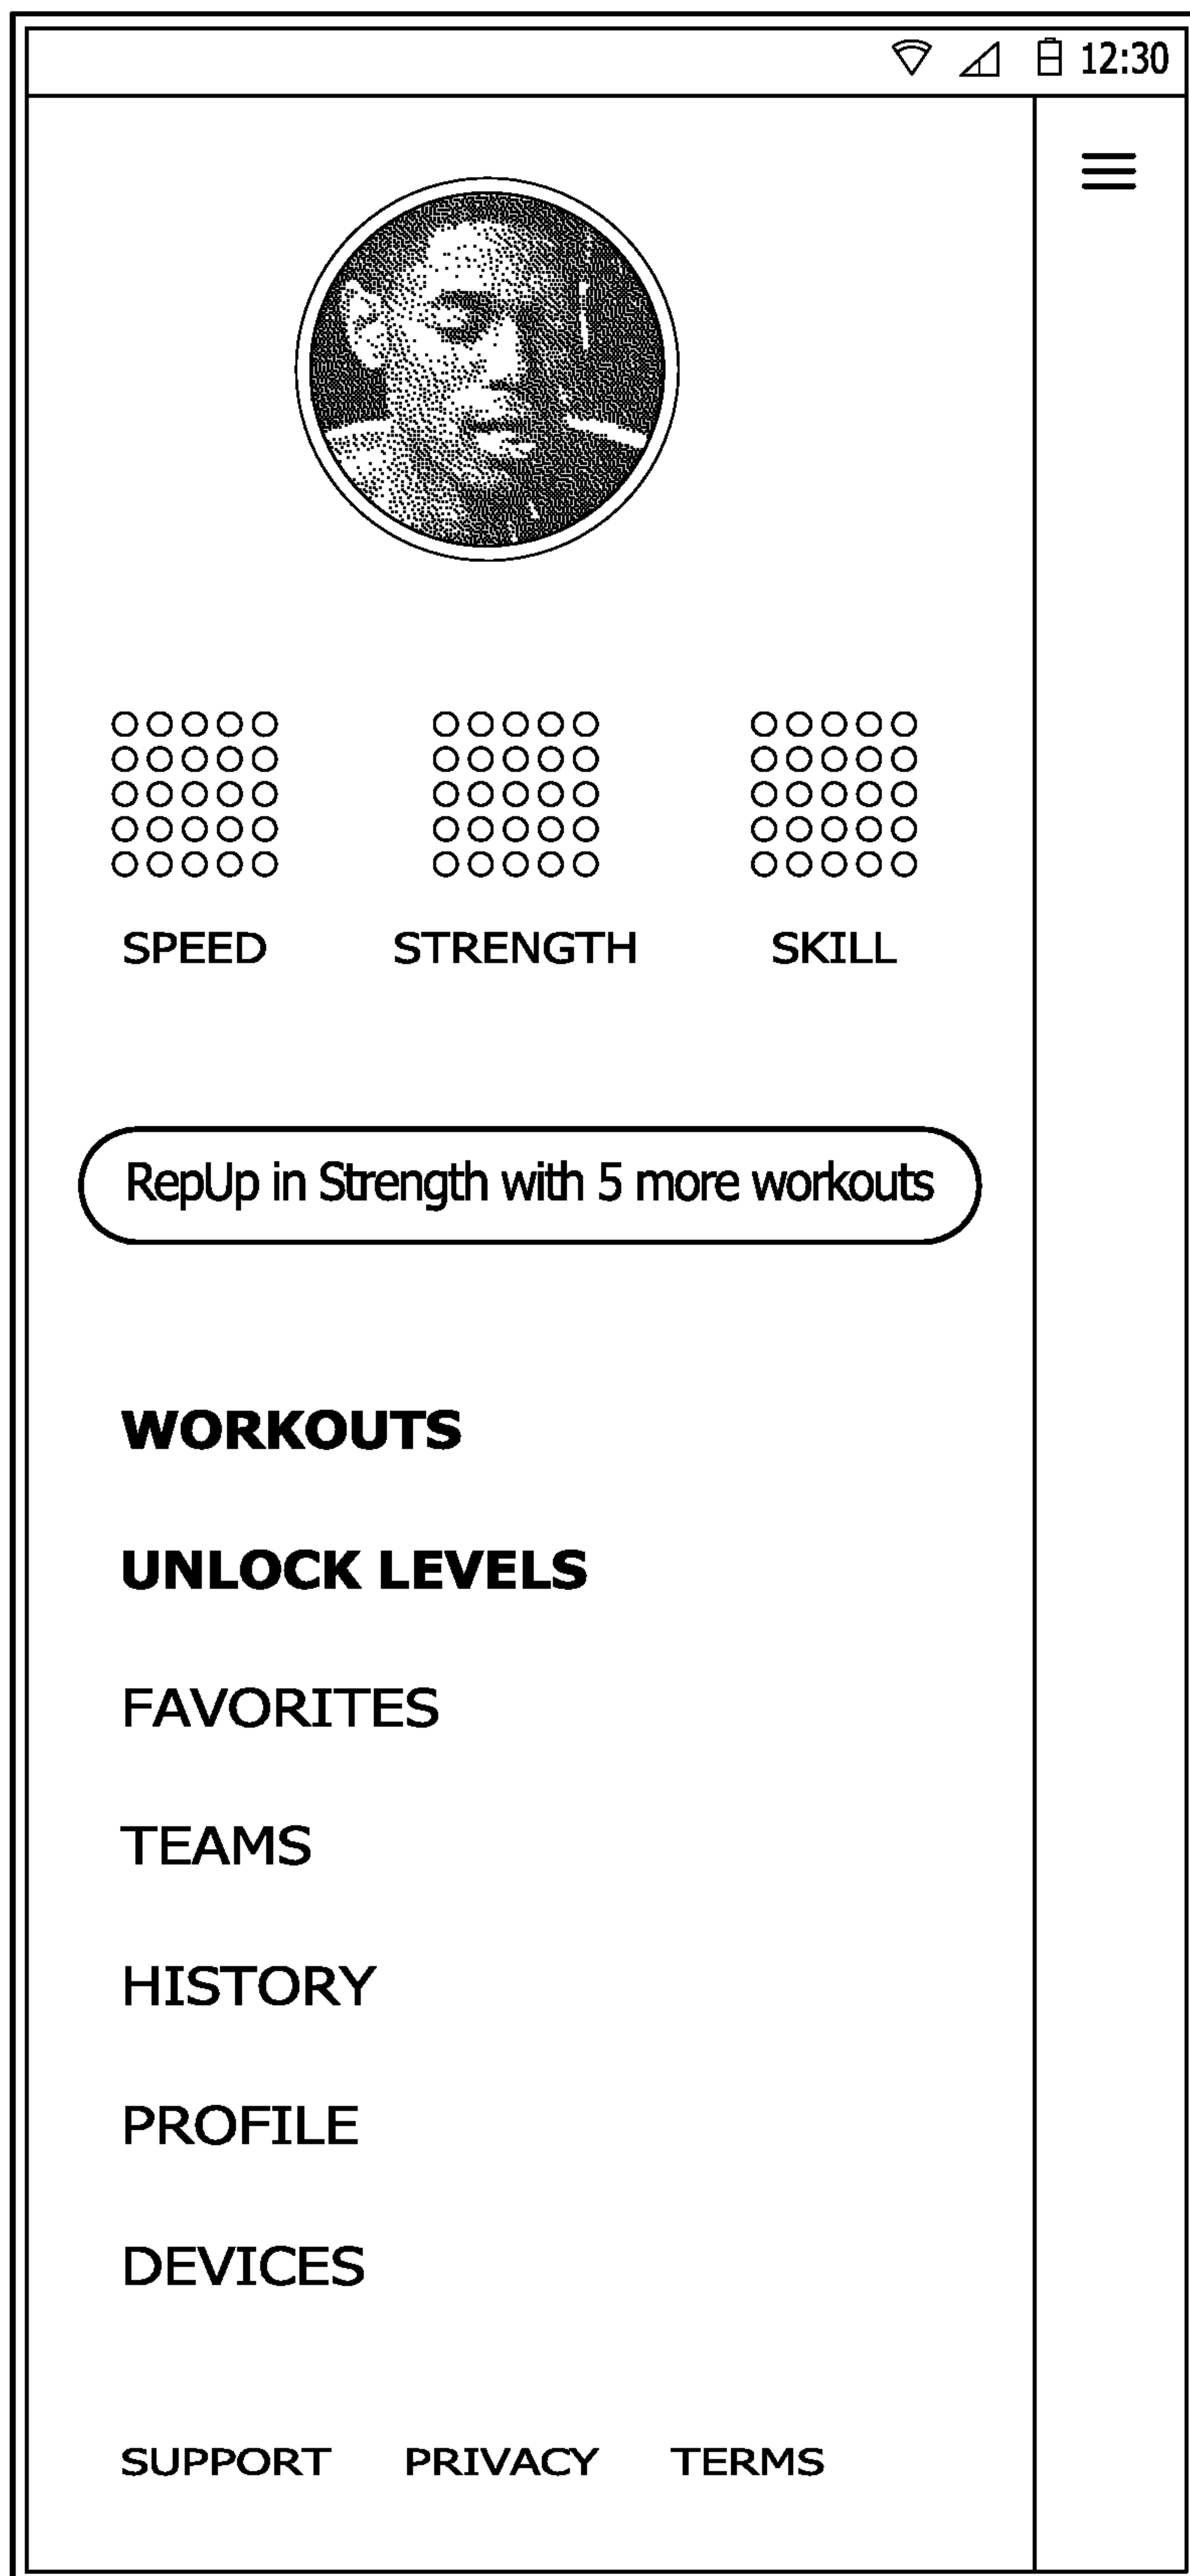 12:30
SPEED STRENGTH SKILL
RepUp in Strength with 5 more workouts
WORKOUTS
UNLOCK LEVELS
FAVORITES
TEAMS
HISTORY
PROFILE
DEVICES
SUPPORT PRIVACY TERMS